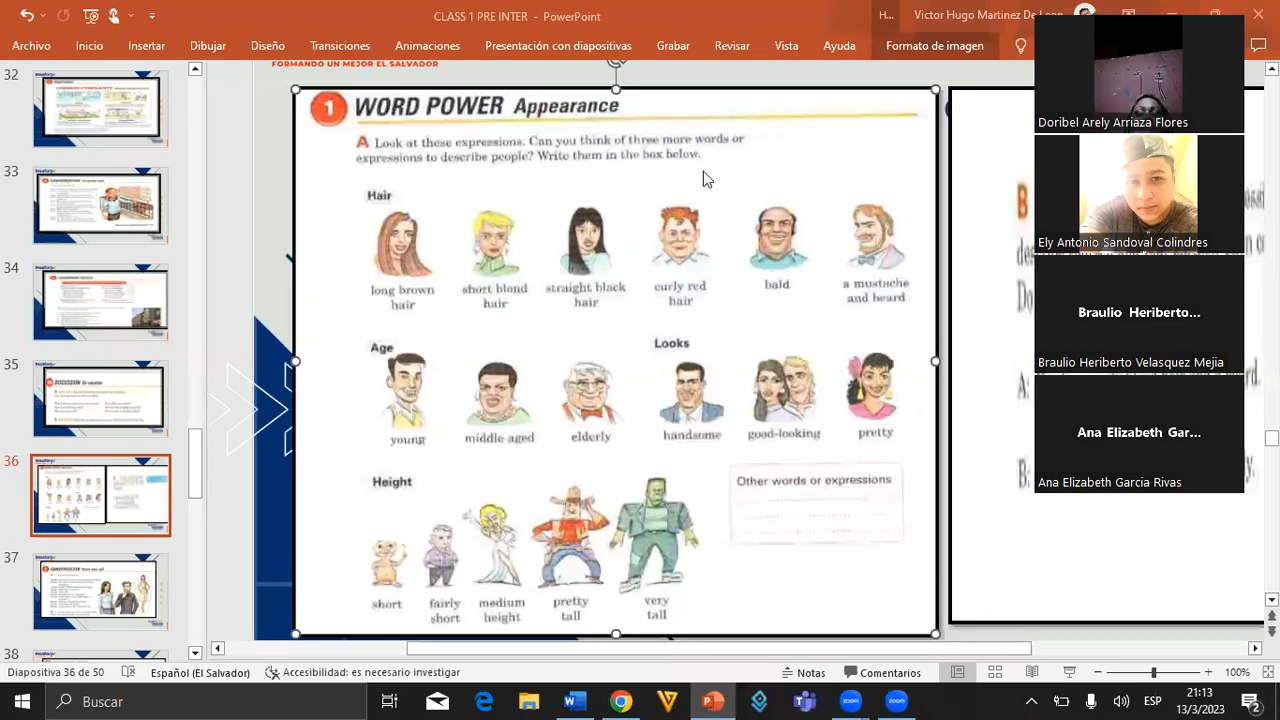 CLASS 1 PRE INTER - PowerPoint
H...
Victor Hugo Martinez De Leon
Archivo Inicio Insertar Dibujar Diseño Transiciones Animaciones Presentación con diapositivas Grabar Revisar Vista Ayuda Formato de imagen
FORMANDO UN MEJOR EL SALVADOR
32
33
34
35
36
37
38
1 WORD POWER Appearance
A Look at these expressions. Can you think of three more words or
expressions to describe people? Write them in the box below.
Hair
long brown
hair
short blond
hair
straight black
hair
curly red
hair
bald
a mustache
and beard
Age
young
middle aged
elderly
Looks
handsome
good-looking
pretty
Height
short
fairly
short
medium
height
pretty
tall
very
tall
Other words or expressions
B
A:
B:
Doribel Arely Arriaza Flores
Ely Antonio Sandoval Colindres
Braulio Heriberto...
Braulio Heriberto Velasquez Mejia
Ana Elizabeth Gar...
Ana Elizabeth Garcia Rivas
Diapositiva 36 de 50 Español (El Salvador) Accesibilidad: es necesario investigar Notas Comentarios 100%
Buscar
ESP
21:13
13/3/2023
2